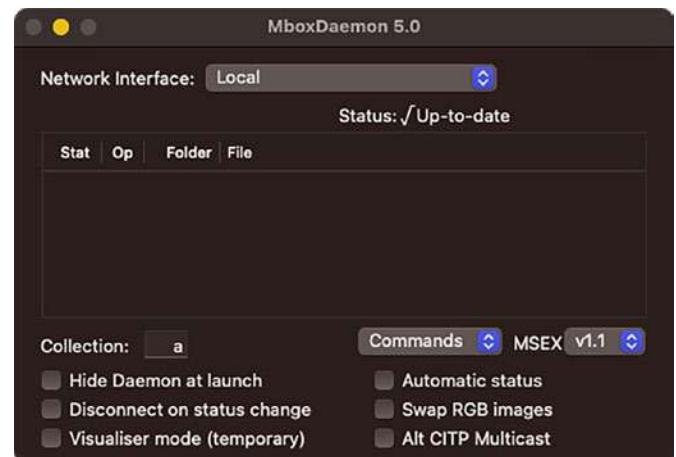 MboxDaemon 5.0
Network Interface: Local
Status: √Up-to-date
Stat Op Folder File
Collection: a Commands MSEX v1.1
Hide Daemon at launch Automatic status
Disconnect on status change Swap RGB images
Visualiser mode (temporary) Alt CITP Multicast